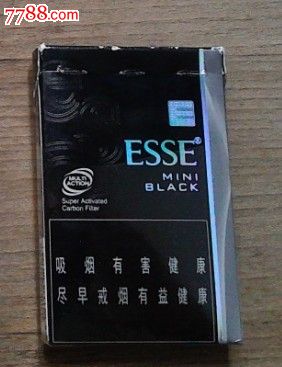 7788.com
ESSE®
MINI
BLACK
MULTI
ACTION
Super Activated
Carbon Filter
吸烟有害健康
尽早戒烟有益健康